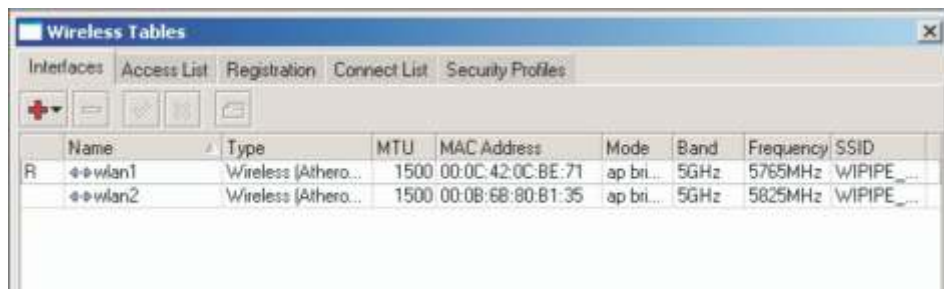 Wireless Tables
Interfaces Access List Registration Connect List Security Profiles
Name Type MTU MAC Address Mode Band Frequency SSID
R wlan1 Wireless (Athero... 1500 00:0C:42:0C:BE:71 ap bri... 5GHz 5765MHz WIPIPE_...
wlan2 Wireless (Athero... 1500 00:0B:6B:80:B1:35 ap bri... 5GHz 5825MHz WIPIPE_...